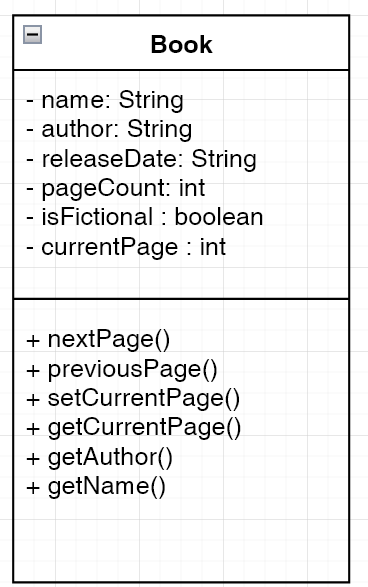 Book
- name: String
- author: String
- releaseDate: String
- pageCount: int
- isFictional : boolean
- currentPage : int
+ nextPage()
+ previousPage()
+ setCurrentPage()
+ getCurrentPage()
+ getAuthor()
+ getName()